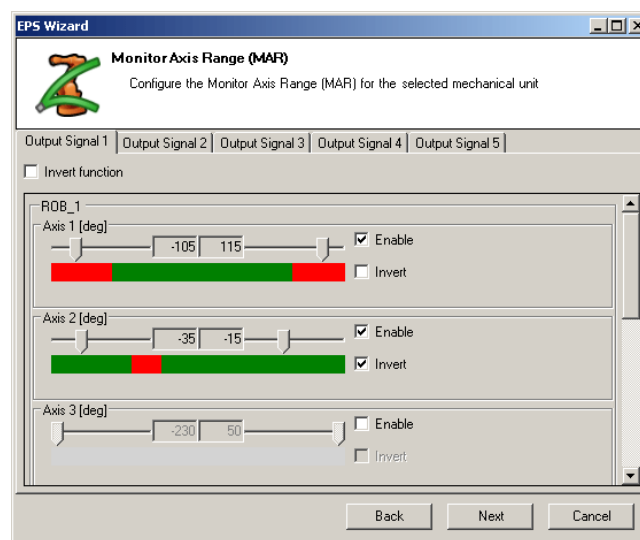 EPS Wizard
Monitor Axis Range (MAR)
Configure the Monitor Axis Range (MAR) for the selected mechanical unit
Output Signal 1 Output Signal 2 Output Signal 3 Output Signal 4 Output Signal 5
Invert function
ROB_1
Axis 1 [deg]
-105 115 Enable
Invert
Axis 2 [deg]
-35 -15 Enable
Invert
Axis 3 [deg]
-230 50 Enable
Invert
Back Next Cancel